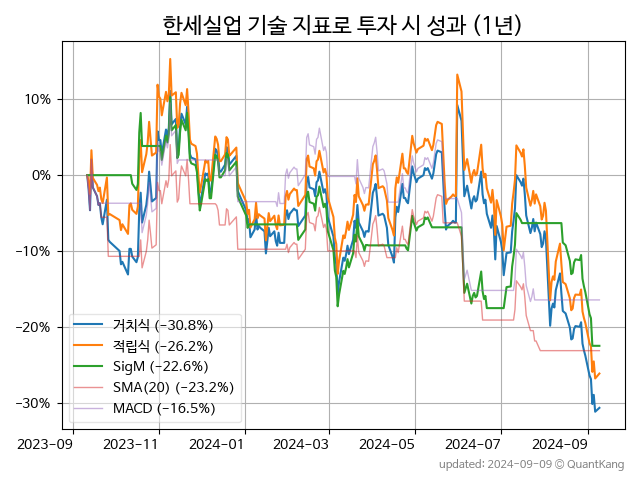 한세실업 기술 지표로 투자 시 성과 (1년)
10%
0%
−10%
−20%
−30%
거치식 (−30.8%)
적립식 (−26.2%)
SigM (−22.6%)
SMA(20) (−23.2%)
MACD (−16.5%)
2023-09 2023-11 2024-01 2024-03 2024-05 2024-07 2024-09
updated: 2024-09-09 © QuantKang